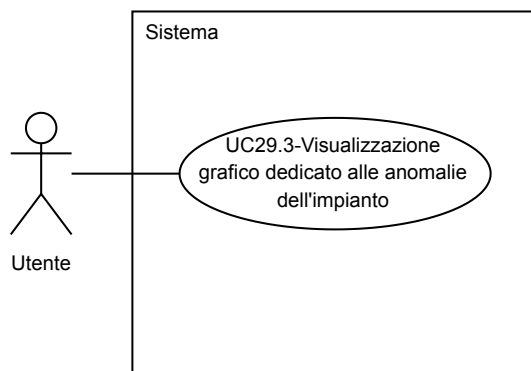 Sistema
UC29.3-Visualizzazione
grafico dedicato alle anomalie
dell'impianto
Utente